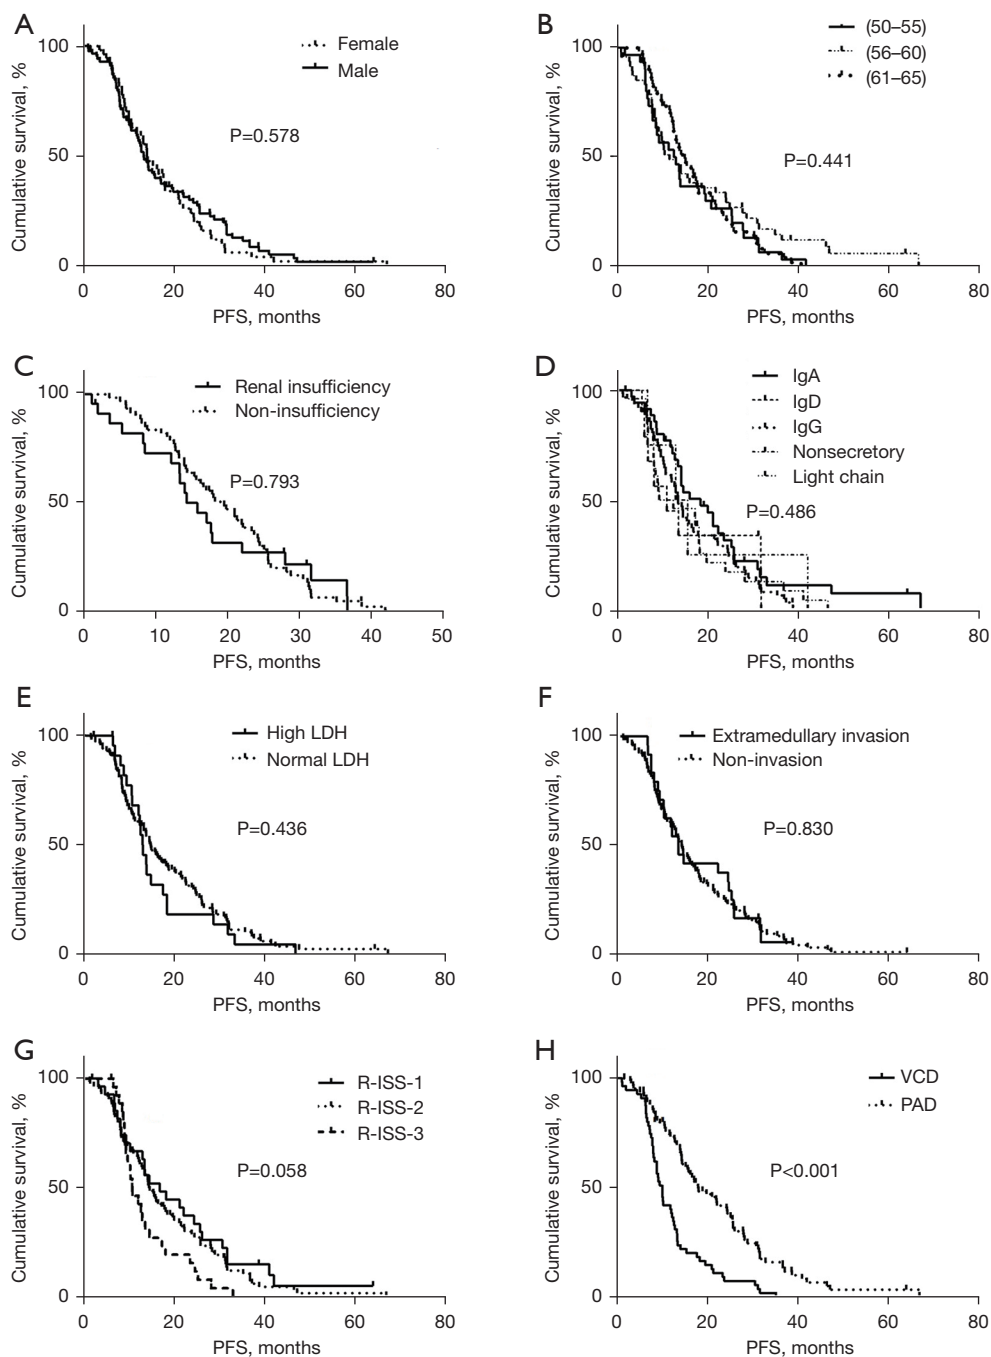 A
Cumulative survival, %
100
50
0
Female
Male
P=0.578
0 20 40 60 80
PFS, months
B
Cumulative survival, %
100
50
0
(50–55)
(56–60)
(61–65)
P=0.441
0 20 40 60 80
PFS, months
C
Cumulative survival, %
100
50
0
Renal insufficiency
Non-insufficiency
P=0.793
0 10 20 30 40 50
PFS, months
D
Cumulative survival, %
100
50
0
IgA
IgD
IgG
Nonsecretory
Light chain
P=0.486
0 20 40 60 80
PFS, months
E
Cumulative survival, %
100
50
0
High LDH
Normal LDH
P=0.436
0 20 40 60 80
PFS, months
F
Cumulative survival, %
100
50
0
Extramedullary invasion
Non-invasion
P=0.830
0 20 40 60 80
PFS, months
G
Cumulative survival, %
100
50
0
R-ISS-1
R-ISS-2
R-ISS-3
P=0.058
0 20 40 60 80
PFS, months
H
Cumulative survival, %
100
50
0
VCD
PAD
P<0.001
0 20 40 60 80
PFS, months